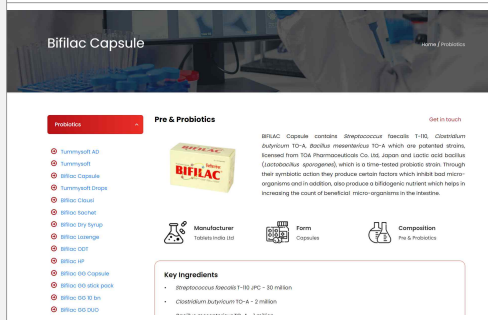 Bifilac Capsule
Home / Probiotics
Probiotics
Tummysoft AD
Tummysoft
Bifilac Capsule
Tummysoft Drops
Bifilac Clausi
Bifilac Sachet
Bifilac Dry Syrup
Bifilac Lozenge
Bifilac ODT
Bifilac HP
Bifilac GG Capsule
Bifilac GG stick pack
Bifilac GG 10 bn
Bifilac GG DUO
Pre & Probiotics
Get in touch
BIFILAC
BIFILAC Capsule contains Streptococcus faecalis T-110, Clostridium
butyricum TO-A, Bacillus mesentericus TO-A which are patented strains,
licensed from TOA Pharmaceuticals Co. Ltd, Japan and Lactic acid bacillus
(Lactobacillus sporogenes), which is a time-tested probiotic strain. Through
their symbiotic action they produce certain factors which inhibit bad micro-
organisms and in addition, also produce a bifidogenic nutrient which helps in
increasing the count of beneficial micro-organisms in the intestine.
Manufacturer
Tablets India Ltd
Form
Capsules
Composition
Pre & Probiotics
Key Ingredients
• Streptococcus faecalis T-110 JPC - 30 million
• Clostridium butyricum TO-A - 2 million